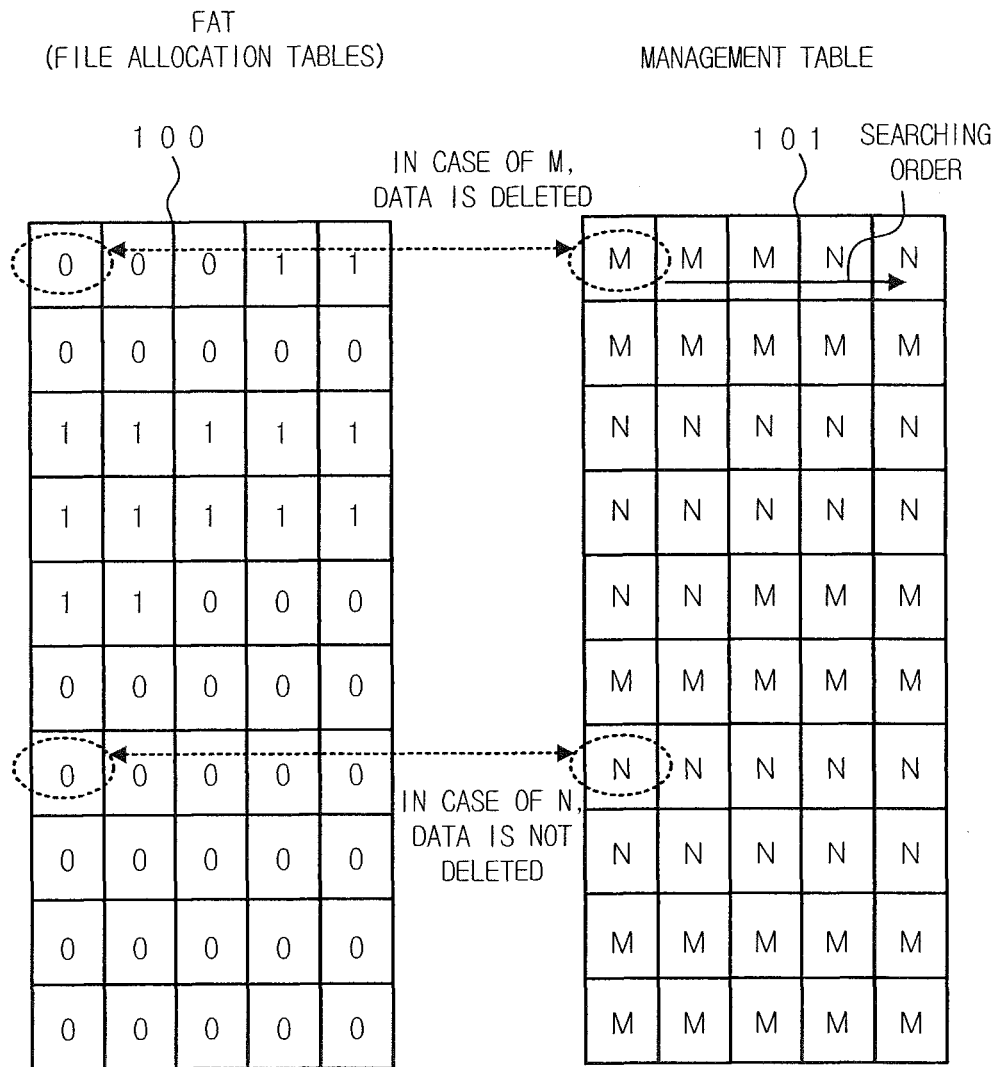 FAT
(FILE ALLOCATION TABLES)
MANAGEMENT TABLE
100
101
SEARCHING
ORDER
IN CASE OF M,
DATA IS DELETED
0 0 0 1 1
0 0 0 0 0
1 1 1 1 1
1 1 1 1 1
1 1 0 0 0
0 0 0 0 0
0 0 0 0 0
0 0 0 0 0
0 0 0 0 0
0 0 0 0 0
IN CASE OF N,
DATA IS NOT
DELETED
M M M N N
M M M M M
N N N N N
N N N N N
N N M M M
M M M M M
N N N N N
N N N N N
M M M M M
M M M M M